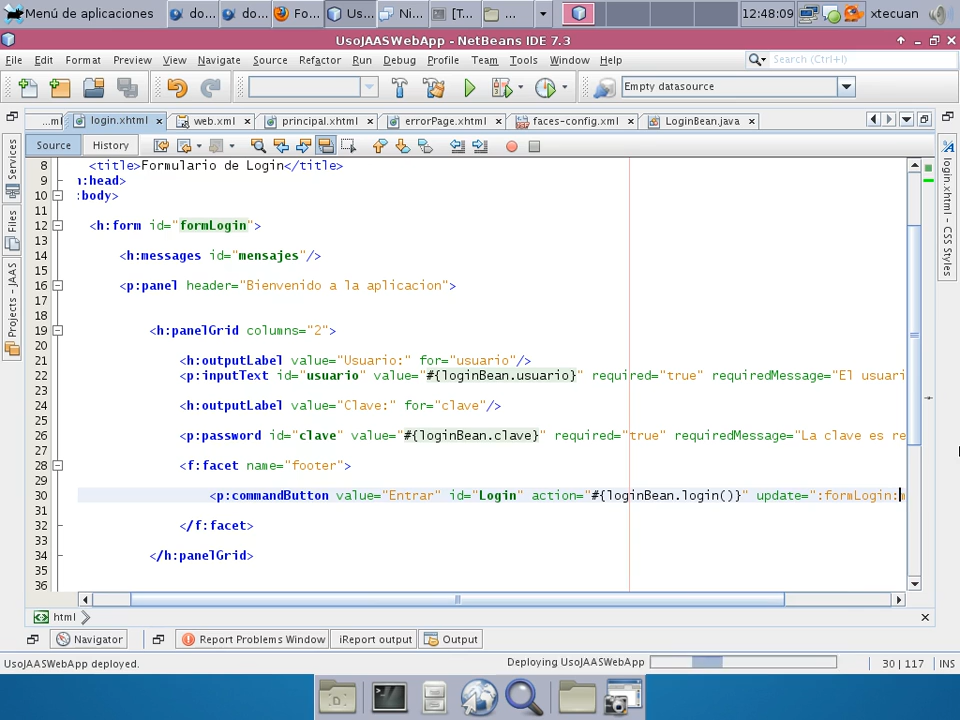 Menú de aplicaciones
do...
do...
Fo...
Us...
Ni...
[T...
...
12:48:09
xtecuan
UsoJAASWebApp - NetBeans IDE 7.3
File Edit Format Preview View Navigate Source Refactor Run Debug Profile Team Tools Window Help
Search (Ctrl+I)
Empty datasource
...ml
login.xhtml
web.xml
principal.xhtml
errorPage.xhtml
faces-config.xml
LoginBean.java
Source
History
Services
Files
Projects - JAAS
login.xhtml - CSS Styles
8 <title>Formulario de Login</title>
9 h:head>
10 :body>
11
12 <h:form id="formLogin">
13
14 <h:messages id="mensajes"/>
15
16 <p:panel header="Bienvenido a la aplicacion">
17
18
19 <h:panelGrid columns="2">
20
21 <h:outputLabel value="Usuario:" for="usuario"/>
22 <p:inputText id="usuario" value="#{loginBean.usuario}" required="true" requiredMessage="El usuari
23
24 <h:outputLabel value="Clave:" for="clave"/>
25
26 <p:password id="clave" value="#{loginBean.clave}" required="true" requiredMessage="La clave es re
27
28 <f:facet name="footer">
29
30 <p:commandButton value="Entrar" id="Login" action="#{loginBean.login()}" update=":formLogin:m
31
32 </f:facet>
33
34 </h:panelGrid>
35
36
html
Navigator
Report Problems Window
iReport output
Output
UsoJAASWebApp deployed.
Deploying UsoJAASWebApp
30 | 117
INS